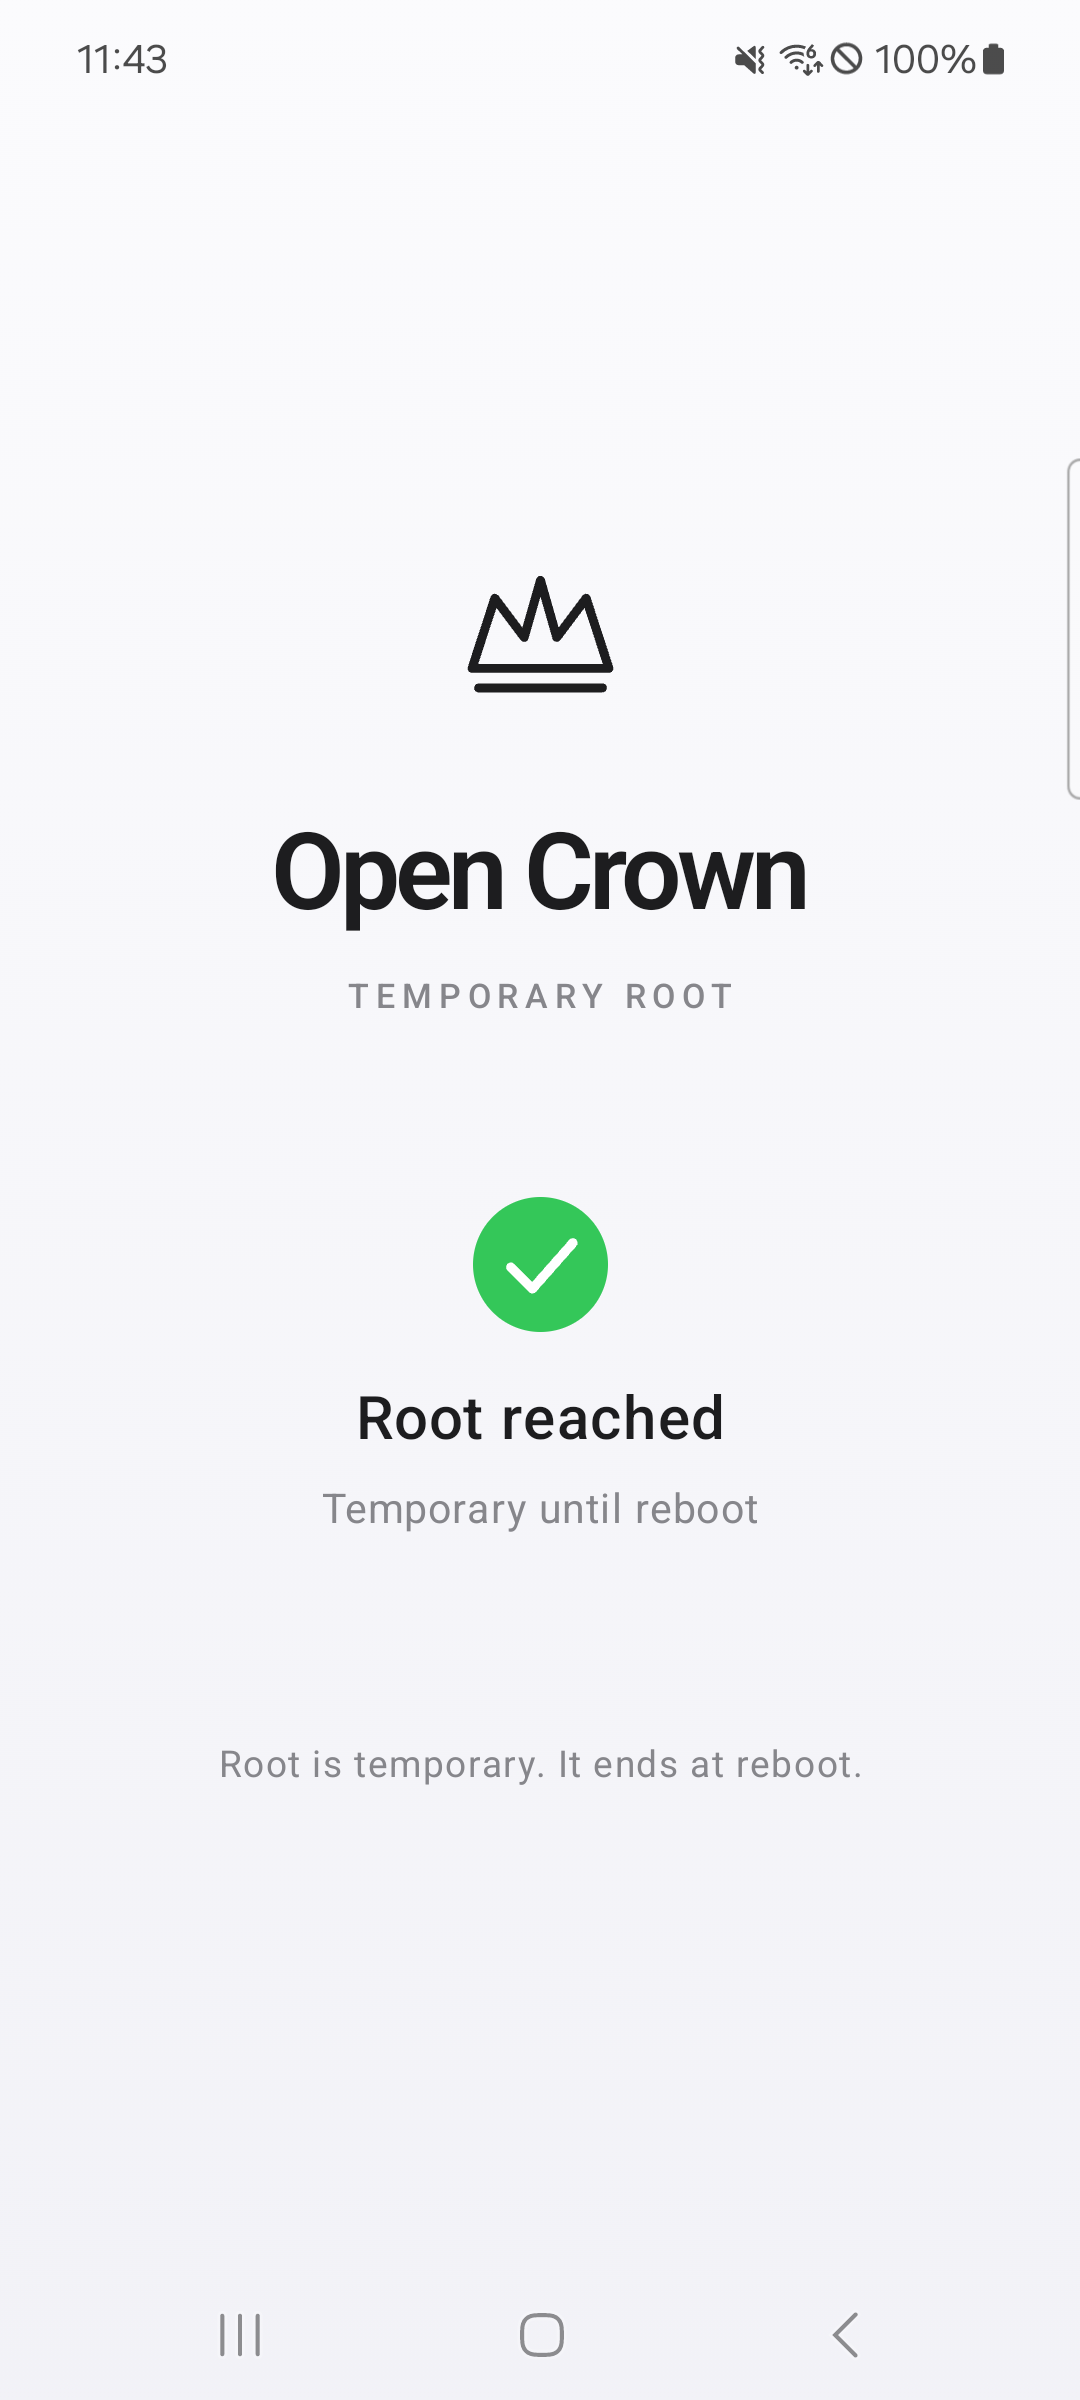 11:43
6
100%
Open Crown
TEMPORARY ROOT
Root reached
Temporary until reboot
Root is temporary. It ends at reboot.